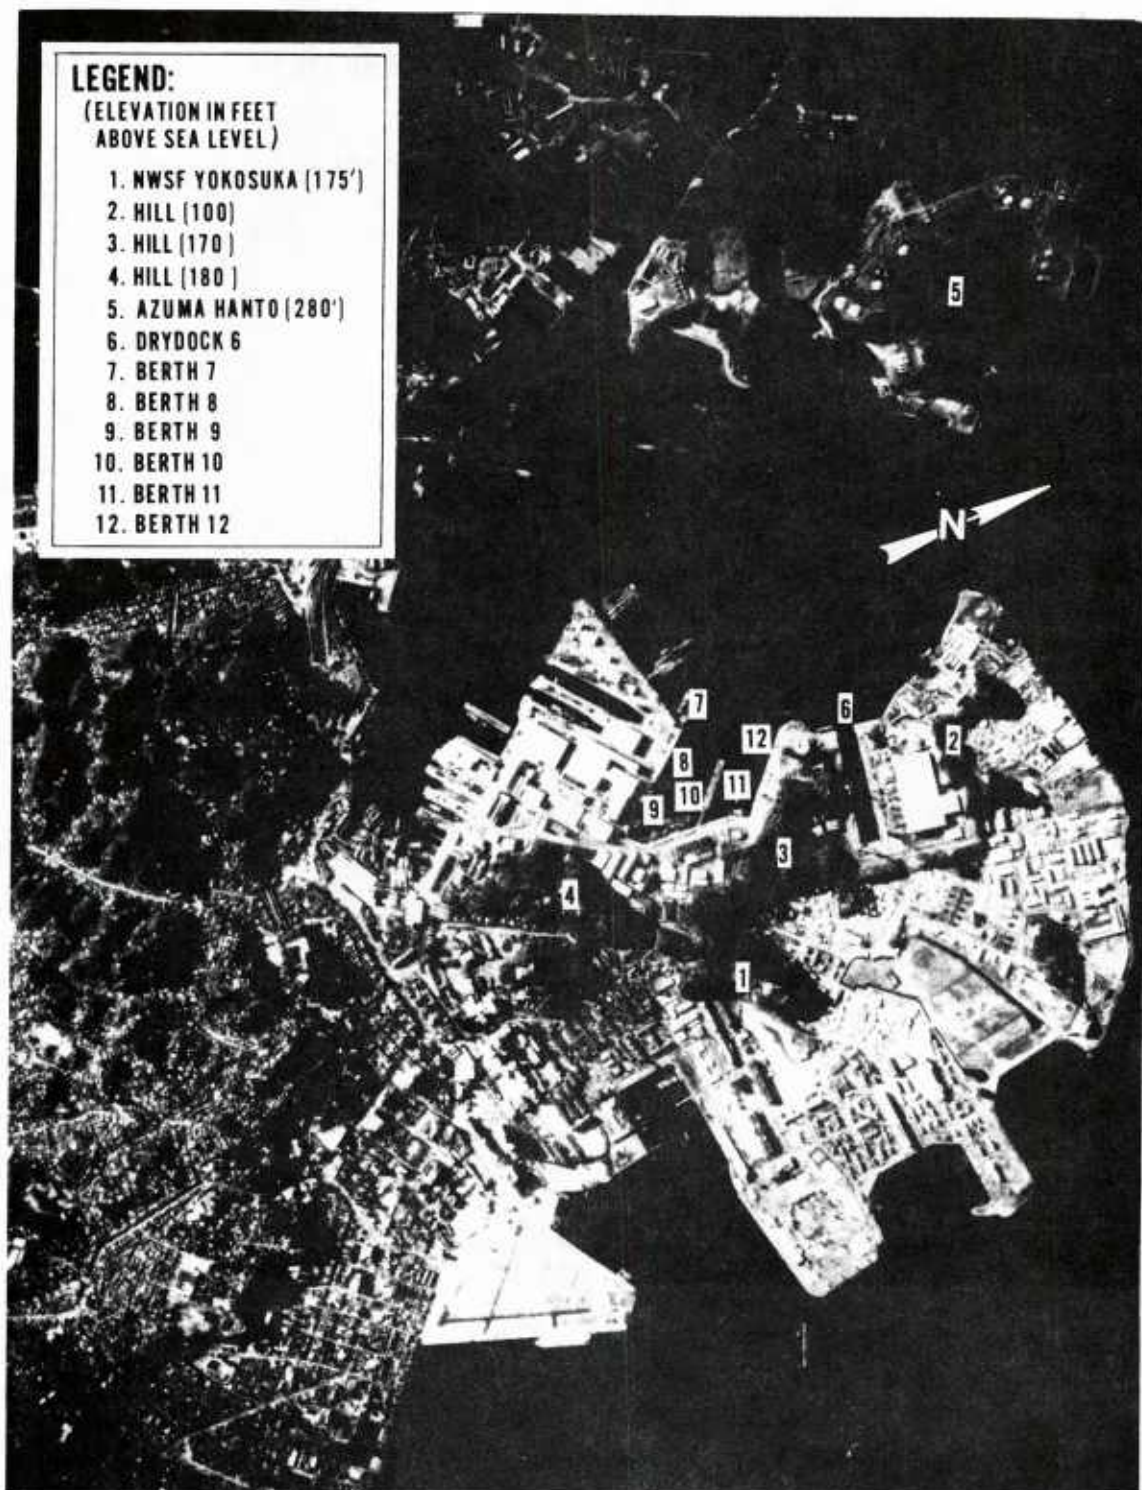 LEGEND:
(ELEVATION IN FEET
ABOVE SEA LEVEL)
1. NWSF YOKOSUKA (175')
2. HILL (100)
3. HILL (170)
4. HILL (180)
5. AZUMA HANTO (280')
6. DRYDOCK 6
7. BERTH 7
8. BERTH 8
9. BERTH 9
10. BERTH 10
11. BERTH 11
12. BERTH 12
5
N
7
6
12
2
8
11
10
9
3
4
1